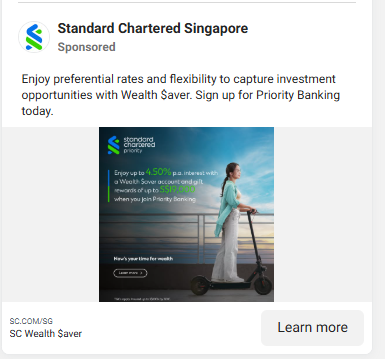 Standard Chartered Singapore
Sponsored
Enjoy preferential rates and flexibility to capture investment
opportunities with Wealth $aver. Sign up for Priority Banking
today.
standard
chartered
priority
Enjoy up to 4.50% p.a. interest with
a Wealth $aver account and gift
rewards of up to
when you join Priority Banking
Now's your time for wealth
Learn more
SC.COM/SG
SC Wealth $aver
Learn more